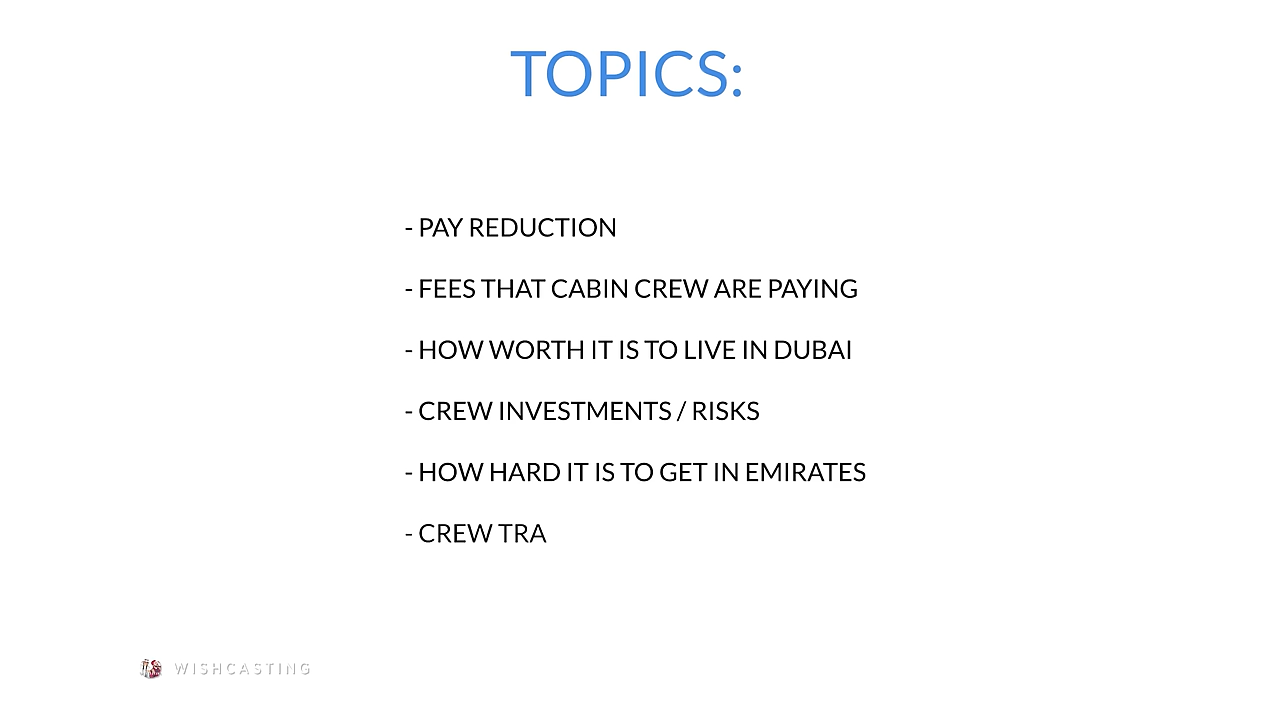 TOPICS:
- PAY REDUCTION
- FEES THAT CABIN CREW ARE PAYING
- HOW WORTH IT IS TO LIVE IN DUBAI
- CREW INVESTMENTS / RISKS
- HOW HARD IT IS TO GET IN EMIRATES
- CREW TRA
WISHCASTING